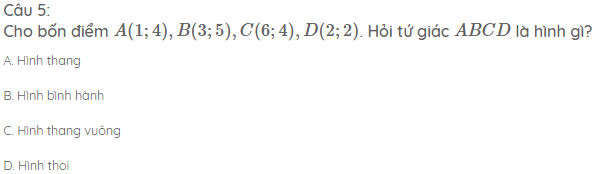 Câu 5:
Cho bốn điểm A(1; 4), B(3; 5), C(6; 4), D(2; 2). Hỏi tứ giác ABCD là hình gì?
A. Hình thang
B. Hình bình hành
C. Hình thang vuông
D. Hình thoi